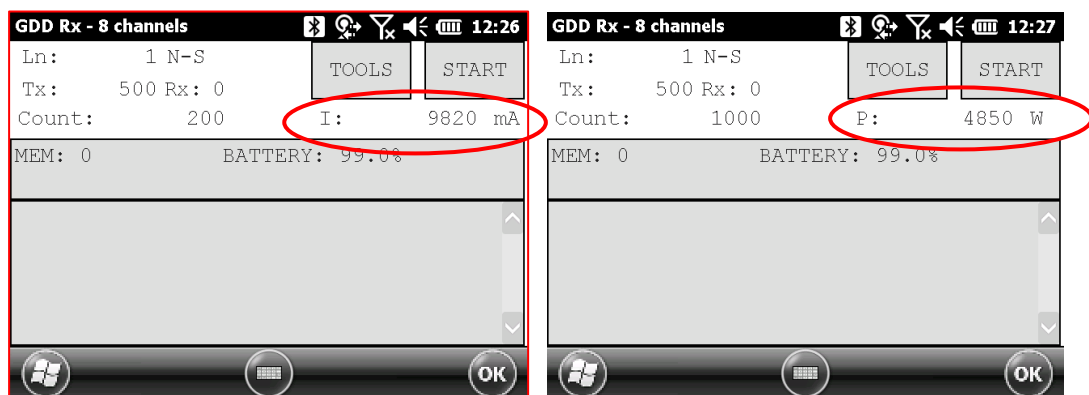 GDD Rx - 8 channels 12:26
Ln: 1 N-S
TOOLS START
Tx: 500 Rx: 0
Count: 200 I: 9820 mA
MEM: 0 BATTERY: 99.0%
OK
GDD Rx - 8 channels 12:27
Ln: 1 N-S
TOOLS START
Tx: 500 Rx: 0
Count: 1000 P: 4850 W
MEM: 0 BATTERY: 99.0%
OK